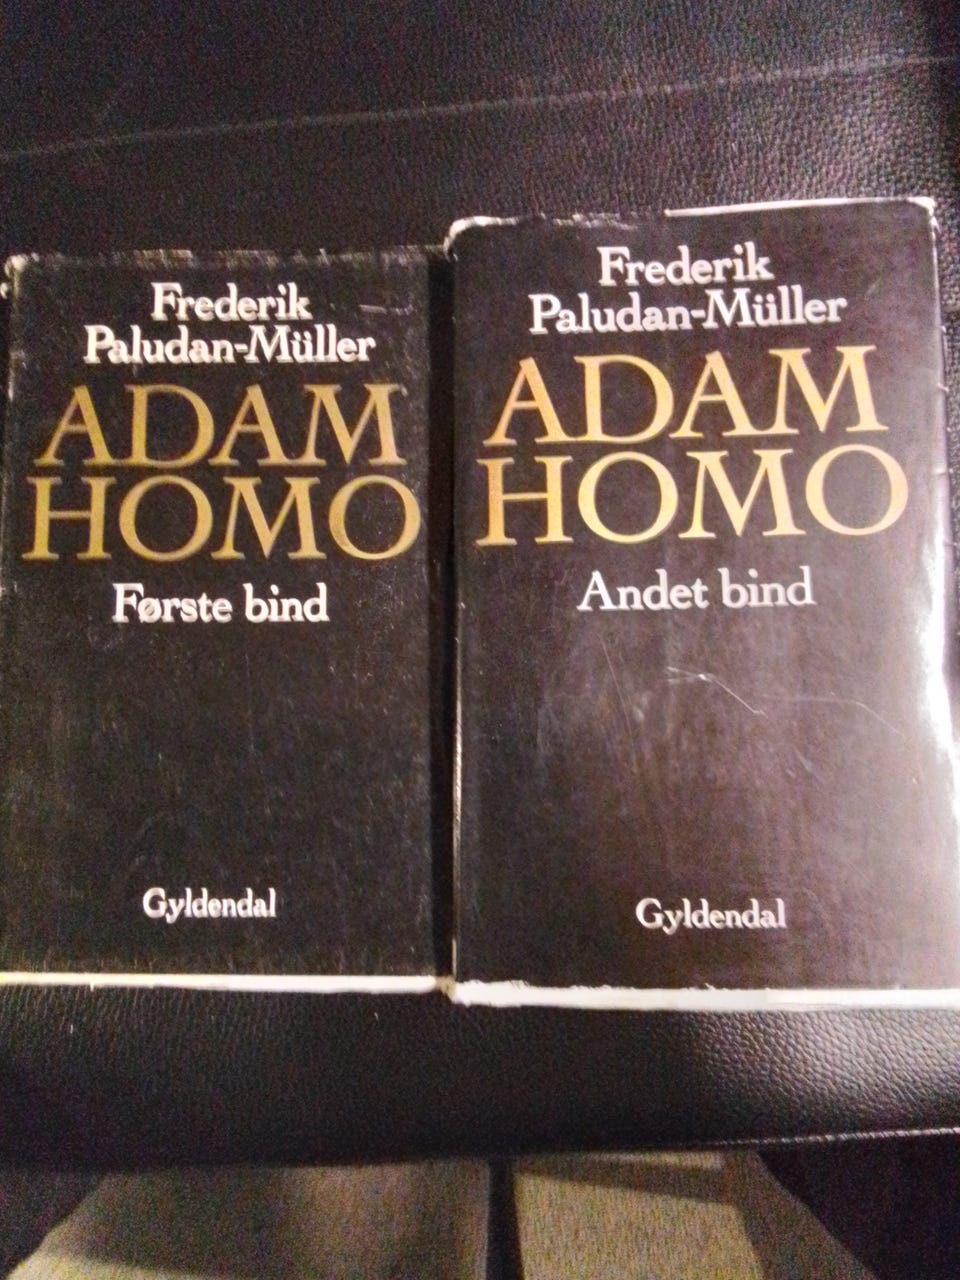 Frederik
Paludan-Müller
ADAM
HOMO
Første bind
Gyldendal
Frederik
Paludan-Müller
ADAM
HOMO
Andet bind
Gyldendal